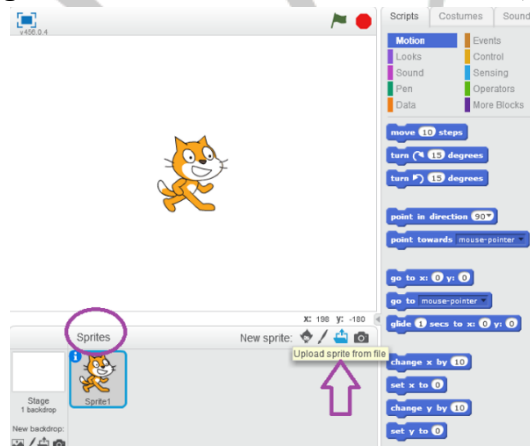 v456.0.4
Scripts Costumes Sound
Motion Events
Looks Control
Sound Sensing
Pen Operators
Data More Blocks
move 10 steps
turn 15 degrees
turn 15 degrees
point in direction 90
point towards mouse-pointer
go to x: 0 y: 0
go to mouse-pointer
glide 1 secs to x: 0 y: 0
change x by 10
set x to 0
change y by 10
set y to 0
X: 198 y: -180
Sprites New sprite:
Upload sprite from file
Stage
1 backdrop
Sprite1
New backdrop: